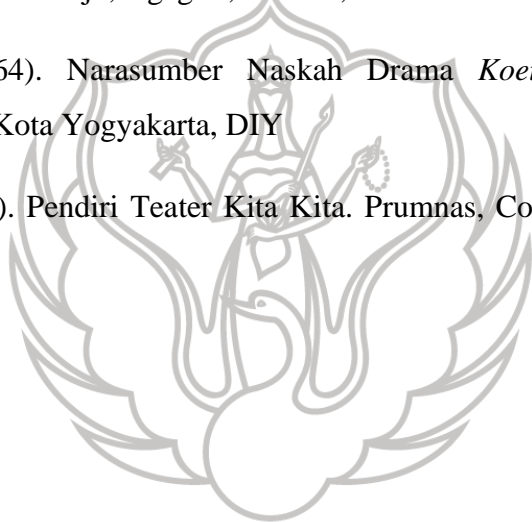 64). Narasumber Naskah Drama Koe
Kota Yogyakarta, DIY
). Pendiri Teater Kita Kita. Prumnas, Co